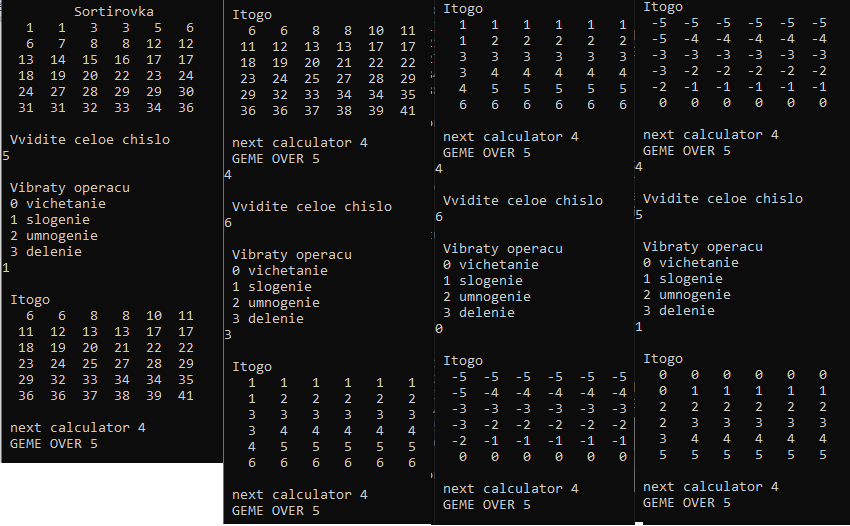 Sortirovka
1 1 3 3 5 6
6 7 8 8 12 12
13 14 15 16 17 17
18 19 20 22 23 24
24 27 28 29 29 30
31 31 32 33 34 36
Vvidite celoe chislo
5
Vibraty operacu
0 vichetanie
1 slogenie
2 umnogenie
3 delenie
1
Itogo
6 6 8 8 10 11
11 12 13 13 17 17
18 19 20 21 22 22
23 24 25 27 28 29
29 32 33 34 34 35
36 36 37 38 39 41
next calculator 4
GEME OVER 5
Itogo
6 6 8 8 10 11
11 12 13 13 17 17
18 19 20 21 22 22
23 24 25 27 28 29
29 32 33 34 34 35
36 36 37 38 39 41
next calculator 4
GEME OVER 5
4
Vvidite celoe chislo
6
Vibraty operacu
0 vichetanie
1 slogenie
2 umnogenie
3 delenie
3
Itogo
1 1 1 1 1 1
1 2 2 2 2 2
3 3 3 3 3 3
3 4 4 4 4 4
4 5 5 5 5 5
6 6 6 6 6 6
next calculator 4
GEME OVER 5
Itogo
1 1 1 1 1 1
1 2 2 2 2 2
3 3 3 3 3 3
3 4 4 4 4 4
4 5 5 5 5 5
6 6 6 6 6 6
next calculator 4
GEME OVER 5
4
Vvidite celoe chislo
6
Vibraty operacu
0 vichetanie
1 slogenie
2 umnogenie
3 delenie
0
Itogo
-5 -5 -5 -5 -5 -5
-5 -4 -4 -4 -4 -4
-3 -3 -3 -3 -3 -3
-3 -2 -2 -2 -2 -2
-2 -1 -1 -1 -1 -1
0 0 0 0 0 0
next calculator 4
GEME OVER 5
Itogo
-5 -5 -5 -5 -5 -5
-5 -4 -4 -4 -4 -4
-3 -3 -3 -3 -3 -3
-3 -2 -2 -2 -2 -2
-2 -1 -1 -1 -1 -1
0 0 0 0 0 0
next calculator 4
GEME OVER 5
4
Vvidite celoe chislo
5
Vibraty operacu
0 vichetanie
1 slogenie
2 umnogenie
3 delenie
1
Itogo
0 0 0 0 0 0
0 1 1 1 1 1
2 2 2 2 2 2
2 3 3 3 3 3
3 4 4 4 4 4
5 5 5 5 5 5
next calculator 4
GEME OVER 5